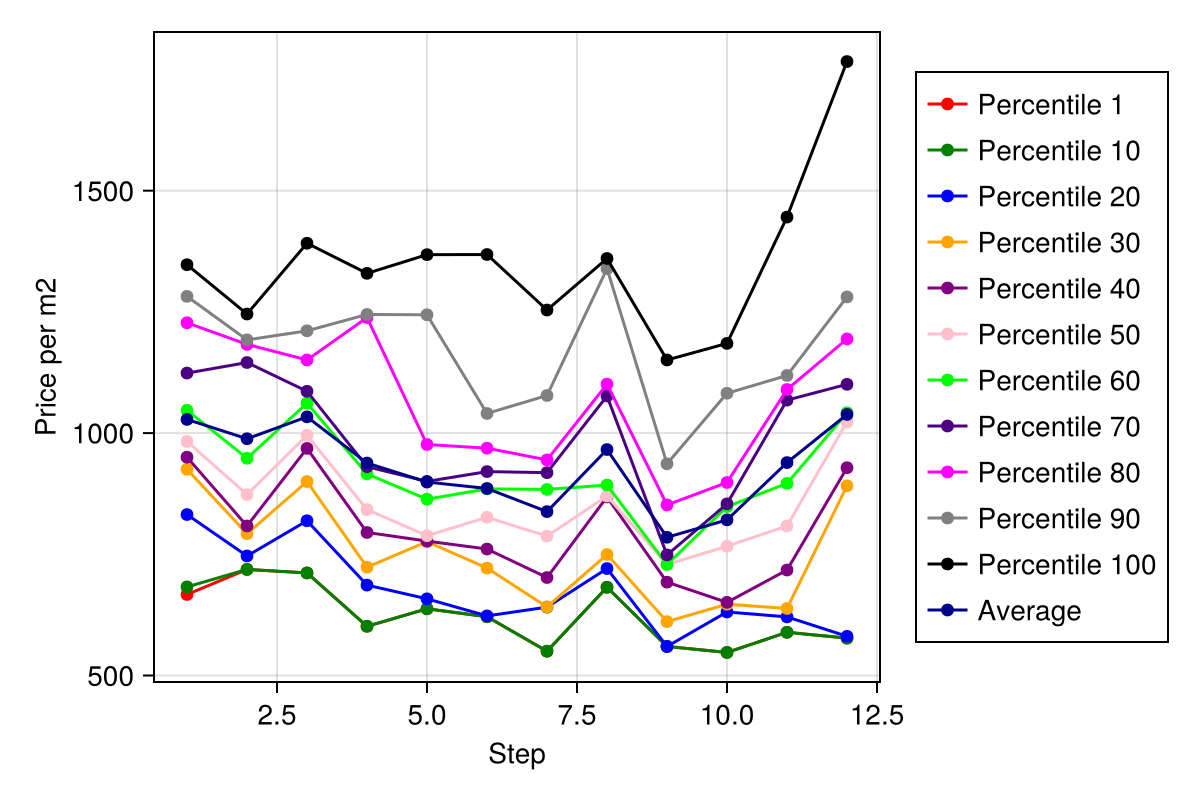 Price per m2
1500
1000
500
2.5
5.0
7.5
10.0
12.5
Step
Percentile 1
Percentile 10
Percentile 20
Percentile 30
Percentile 40
Percentile 50
Percentile 60
Percentile 70
Percentile 80
Percentile 90
Percentile 100
Average